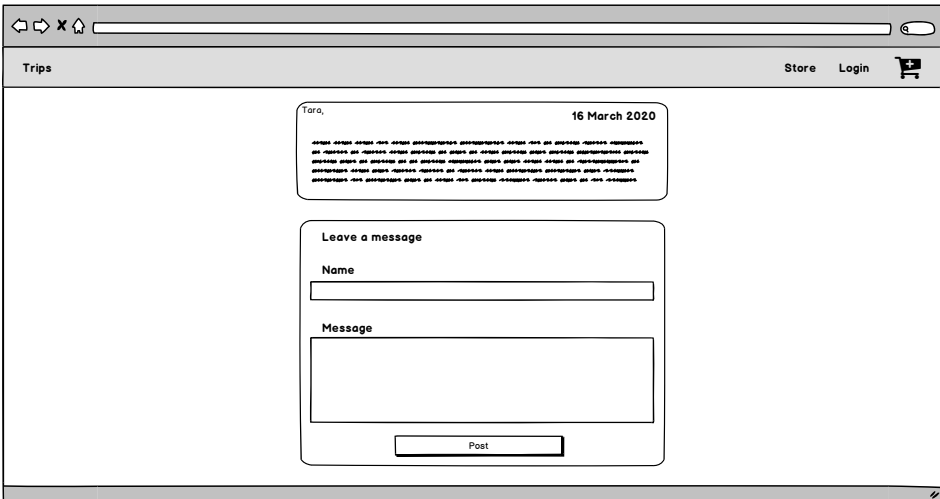 Trips
Store Login
Tara,
16 March 2020
Leave a message
Name
Message
Post